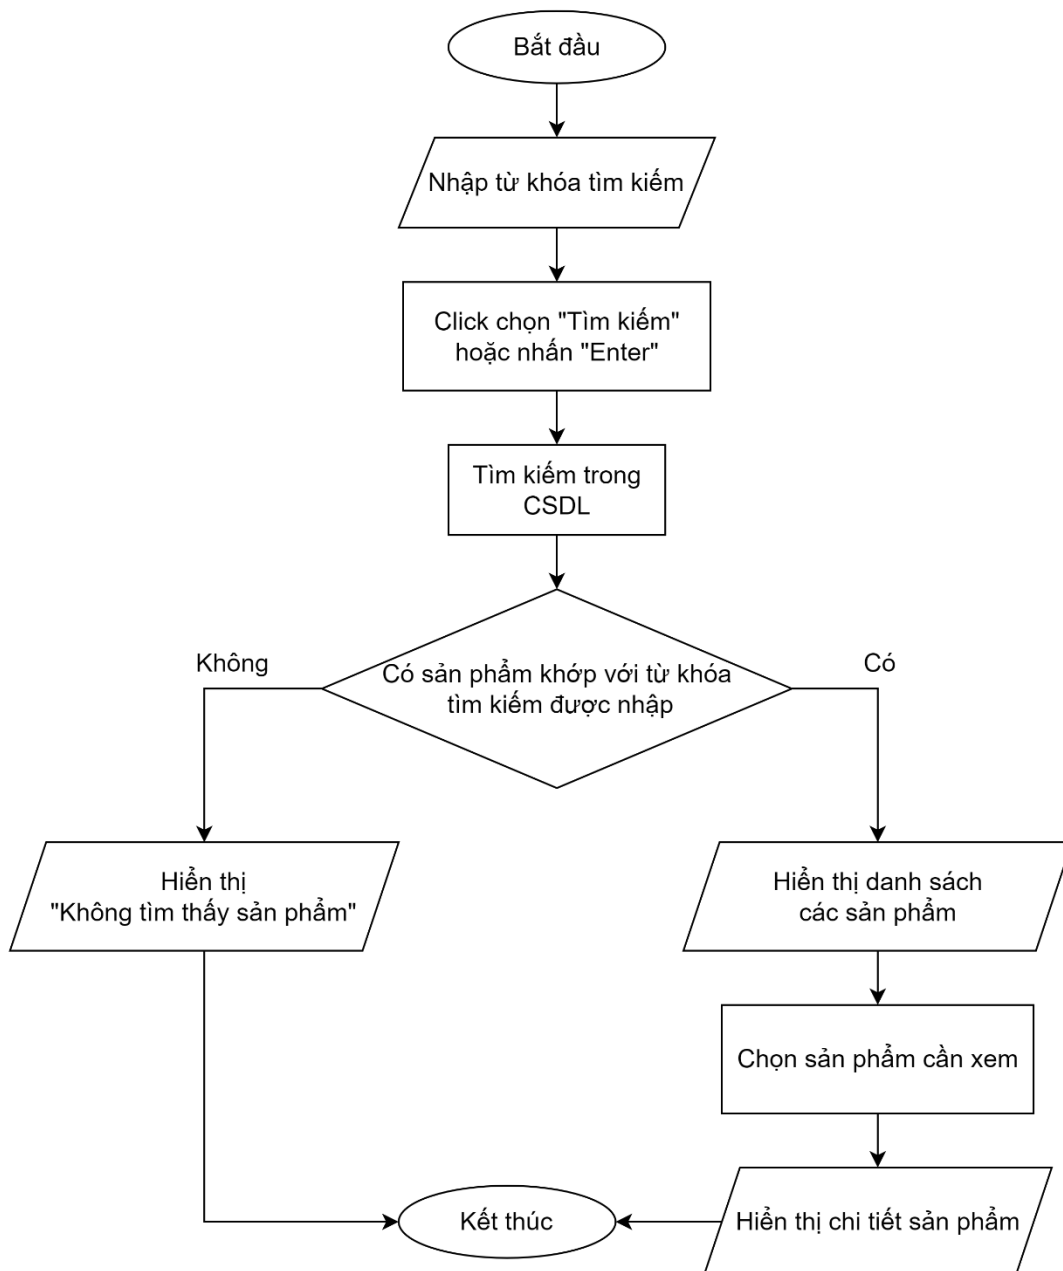 Bắt đầu
Nhập từ khóa tìm kiếm
Click chọn "Tìm kiếm"
hoặc nhấn "Enter"
Tìm kiếm trong
CSDL
Không
Có
Có sản phẩm khớp với từ khóa
tìm kiếm được nhập
Hiển thị
"Không tìm thấy sản phẩm"
Hiển thị danh sách
các sản phẩm
Chọn sản phẩm cần xem
Kết thúc
Hiển thị chi tiết sản phẩm